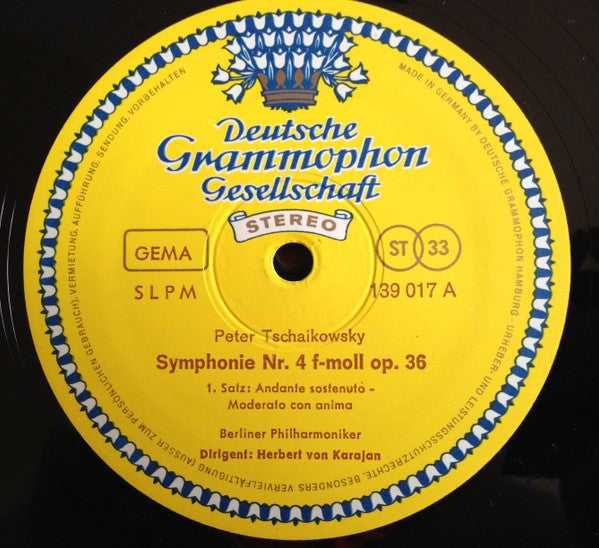 Deutsche
Grammophon
Gesellschaft
STEREO
GEMA
ST 33
SLPM
139 017 A
Peter Tschaikowsky
Symphonie Nr. 4 f-moll op. 36
1. Satz: Andante sostenuto -
Moderato con anima
Berliner Philharmoniker
Dirigent: Herbert von Karajan
MADE IN GERMANY BY DEUTSCHE GRAMMOPHON HAMBURG · URHEBER- UND LEISTUNGSSCHUTZRECHTE, BESONDERS VERVIELFÄLTIGUNG (AUSSER ZUM PERSÖNLICHEN GEBRAUCH), VERMIETUNG, AUFFÜHRUNG, SENDUNG, VORBEHALTEN